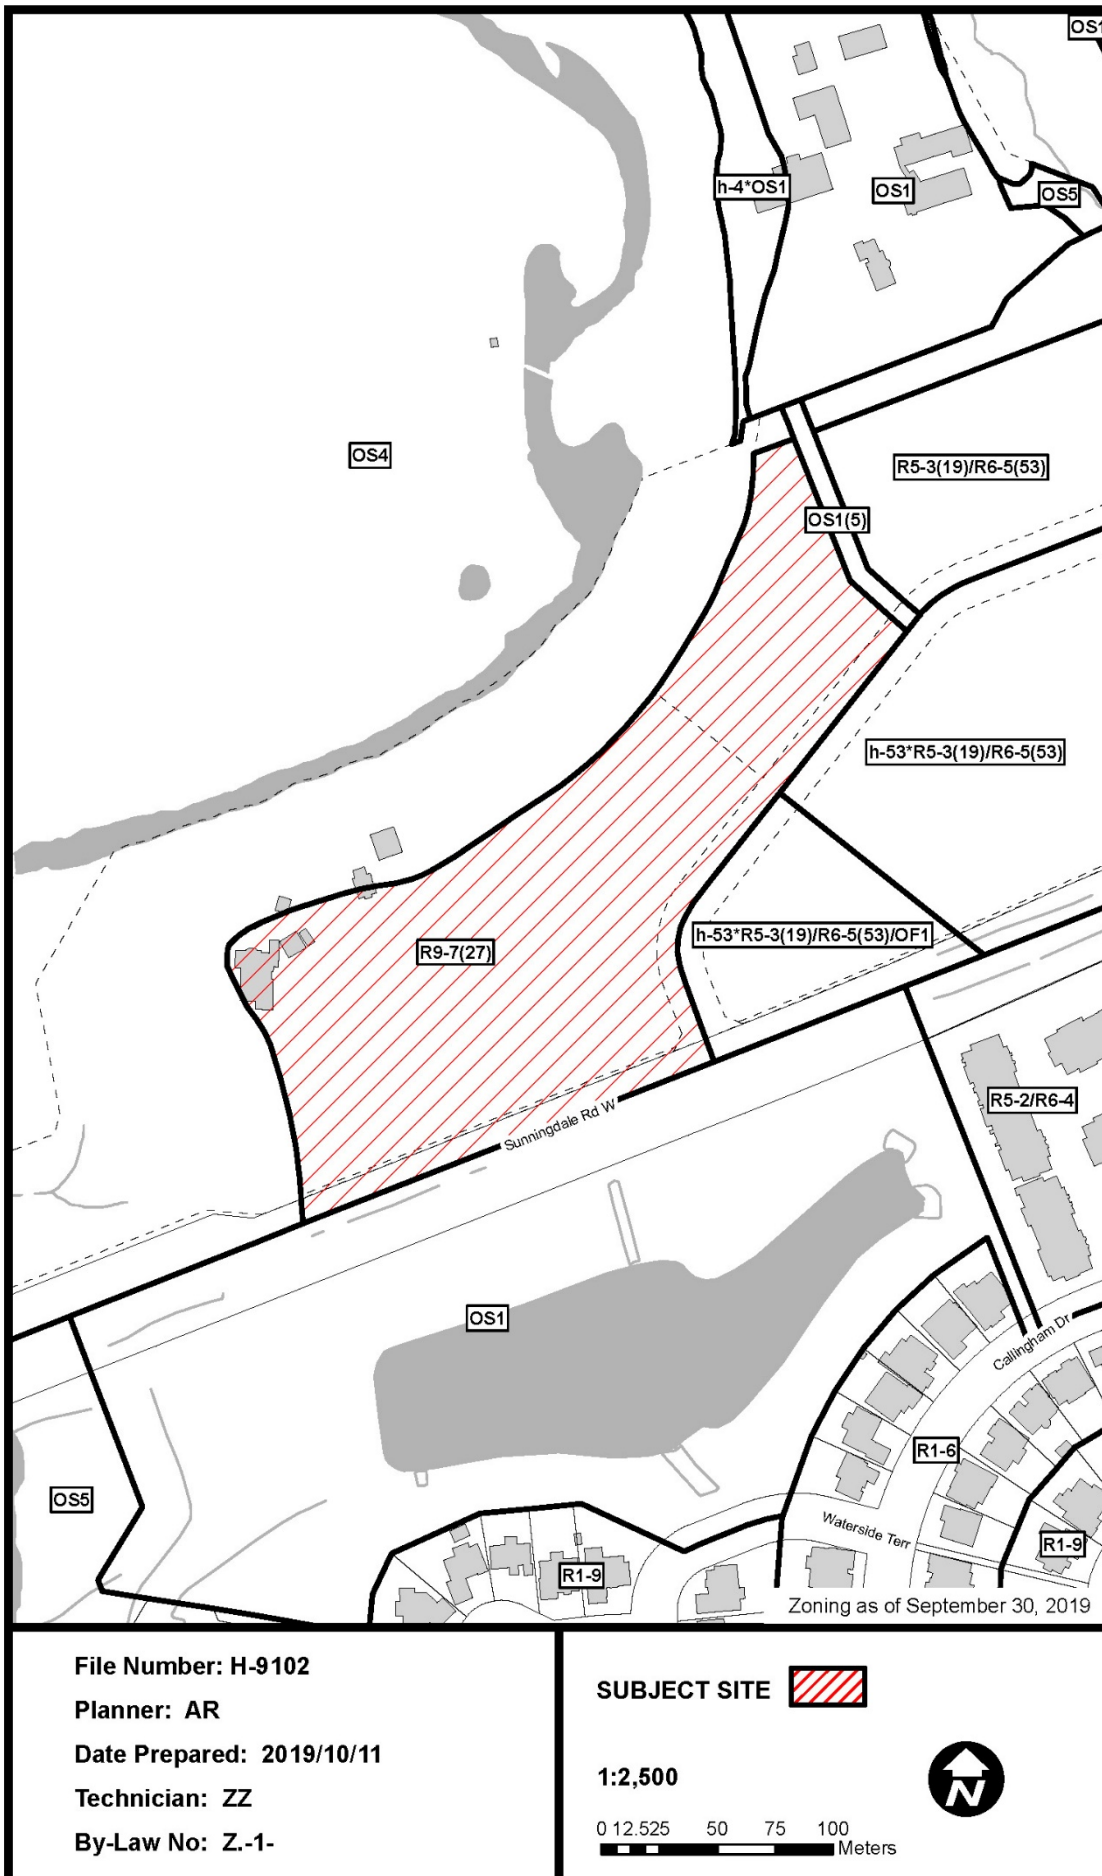 OS1
h-4*OS1
OS1
OS5
OS4
R5-3(19)/R6-5(53)
OS1(5)
h-53*R5-3(19)/R6-5(53)
h-53*R5-3(19)/R6-5(53)/OF1
R9-7(27)
R5-2/R6-4
Sunningdale Rd W
OS1
Callingham Dr
R1-6
OS5
Waterside Terr
R1-9
R1-9
Zoning as of September 30, 2019
File Number: H-9102
Planner: AR
Date Prepared: 2019/10/11
Technician: ZZ
By-Law No: Z.-1-
SUBJECT SITE
1:2,500
N
0 12.525 50 75 100
Meters